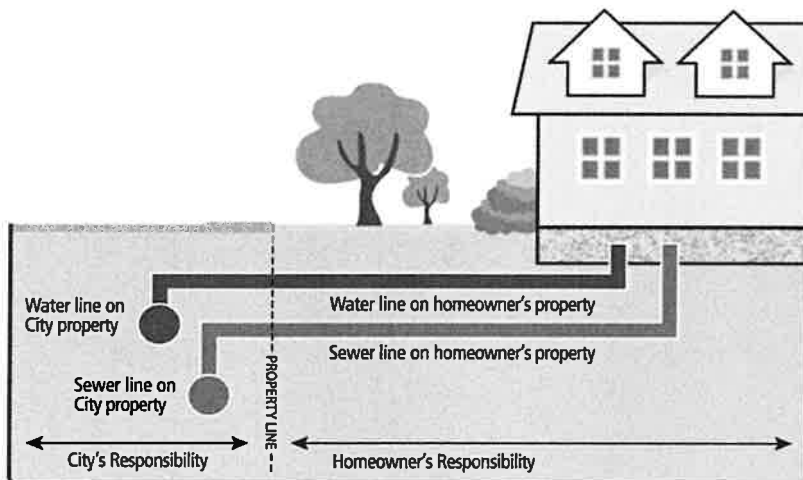 Water line on
City property
Water line on homeowner's property
Sewer line on homeowner's property
Sewer line on
City property
PROPERTY LINE
City's Responsibility
Homeowner's Responsibility